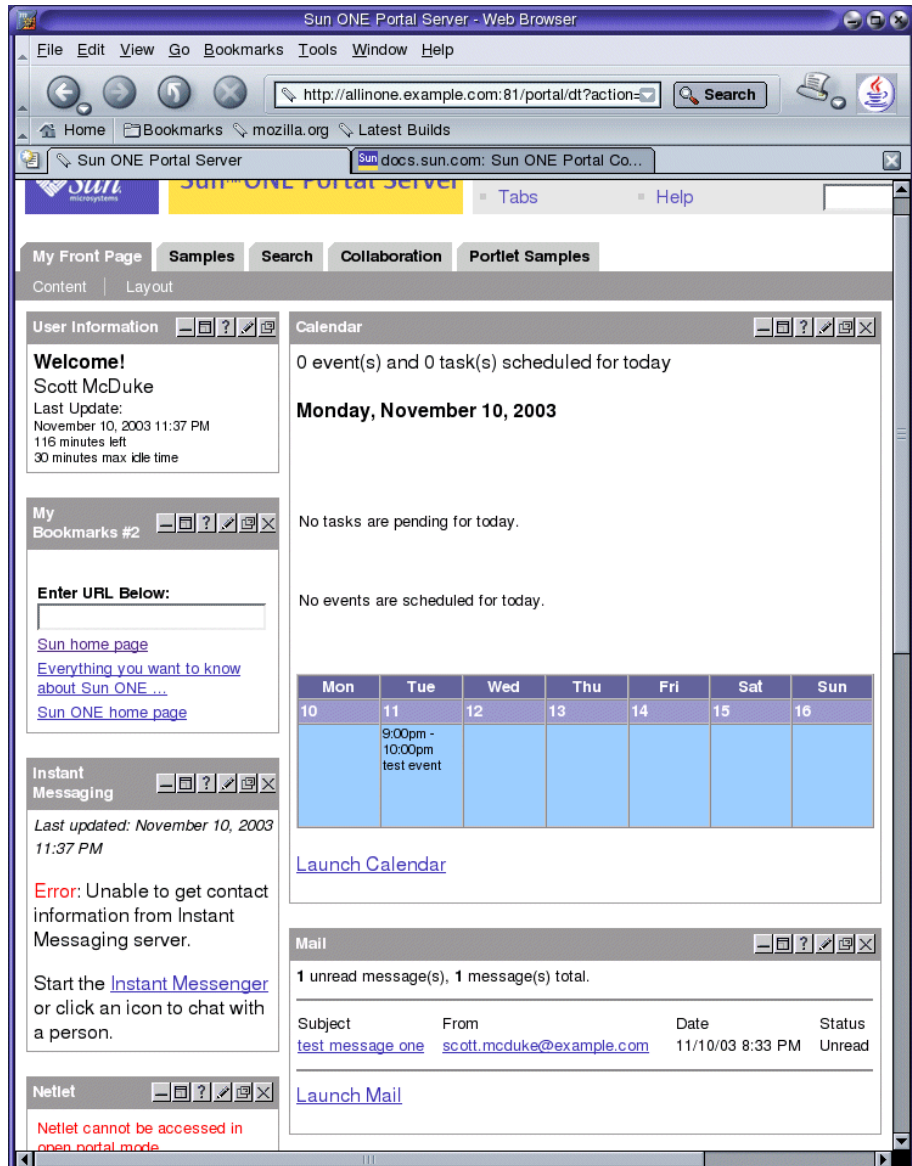 Sun ONE Portal Server - Web Browser
File Edit View Go Bookmarks Tools Window Help
http://allinone.example.com:81/portal/dt?action= Search
Home Bookmarks mozilla.org Latest Builds
Sun ONE Portal Server
Sun docs.sun.com: Sun ONE Portal Co...
Sun microsystems
Sun™ ONE Portal Server
Tabs Help
My Front Page Samples Search Collaboration Portlet Samples
Content Layout
User Information
Welcome!
Scott McDuke
Last Update:
November 10, 2003 11:37 PM
116 minutes left
30 minutes max idle time
My
Bookmarks #2
Enter URL Below:
Sun home page
Everything you want to know
about Sun ONE ...
Sun ONE home page
Instant
Messaging
Last updated: November 10, 2003
11:37 PM
Error: Unable to get contact
information from Instant
Messaging server.
Start the Instant Messenger
or click an icon to chat with
a person.
Netlet
Netlet cannot be accessed in
open portal mode
Calendar
0 event(s) and 0 task(s) scheduled for today
Monday, November 10, 2003
No tasks are pending for today.
No events are scheduled for today.
Mon Tue Wed Thu Fri Sat Sun
10 11 12 13 14 15 16
9:00pm -
10:00pm
test event
Launch Calendar
Mail
1 unread message(s), 1 message(s) total.
Subject From Date Status
test message one scott.mcduke@example.com 11/10/03 8:33 PM Unread
Launch Mail